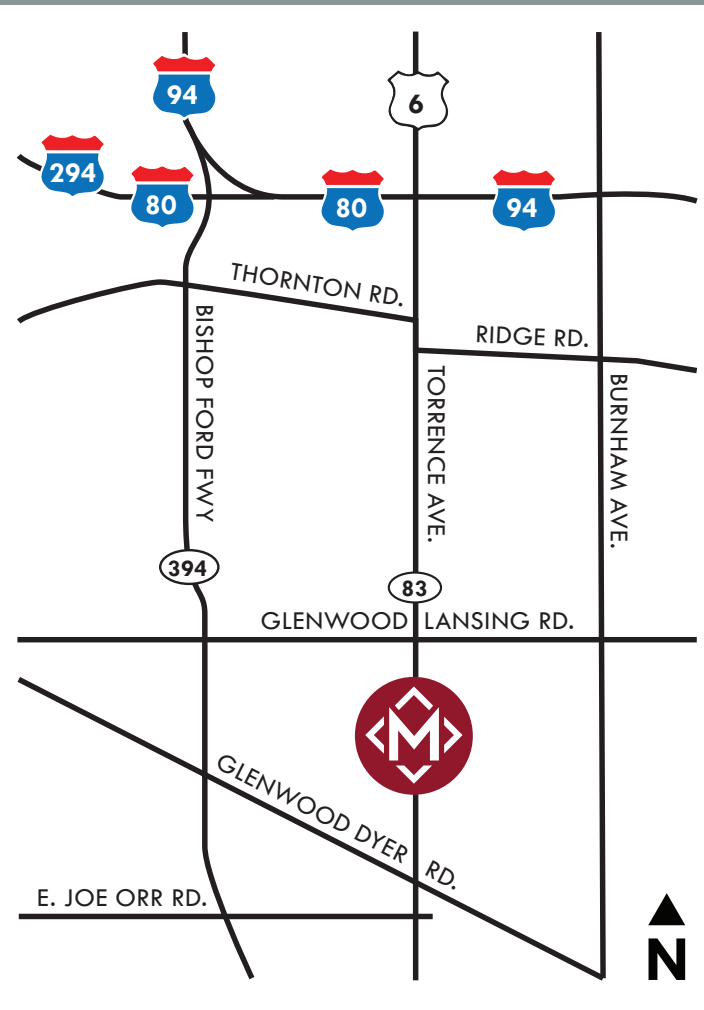 94
6
294
80
80
94
THORNTON RD.
RIDGE RD.
BISHOP FORD FWY
TORRENCE AVE.
BURNHAM AVE.
394
83
GLENWOOD LANSING RD.
M
GLENWOOD DYER RD.
E. JOE ORR RD.
N